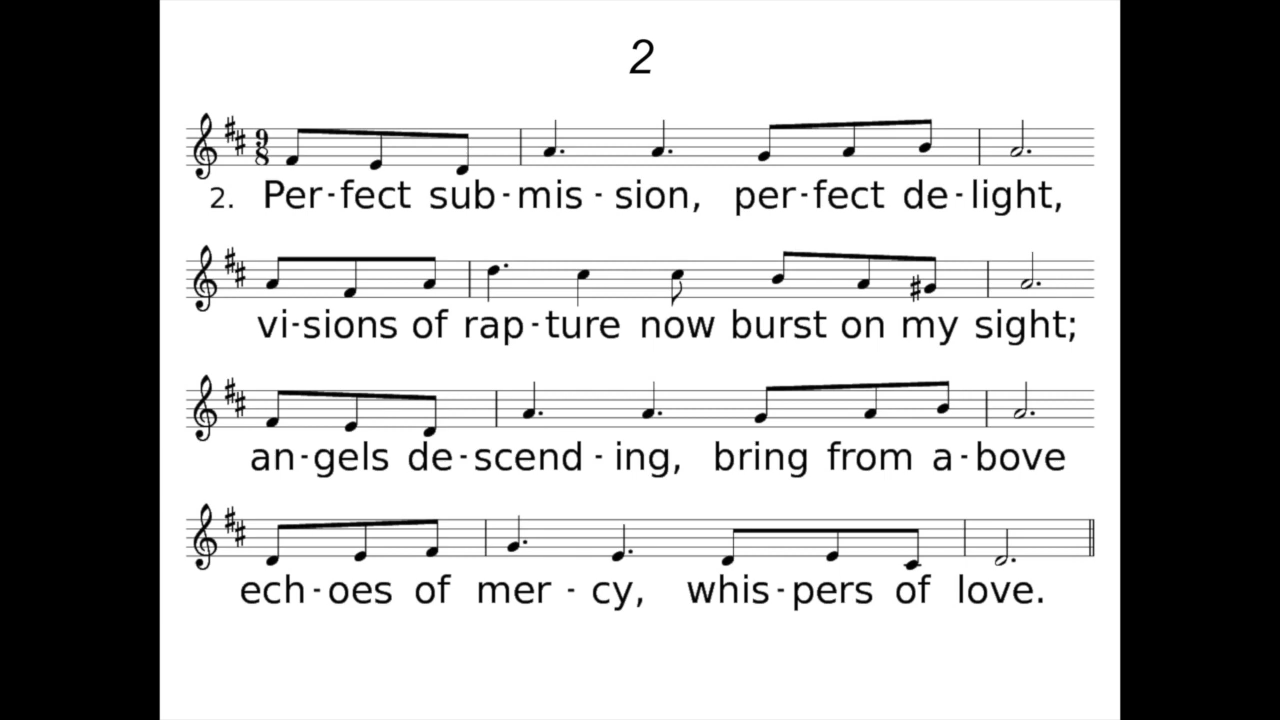 2
9
8
2. Per-fect sub-mis - sion, per-fect de-light,
vi-sions of rap-ture now burst on my sight;
an-gels de-scend - ing, bring from a-bove
ech-oes of mer - cy, whis-pers of love.